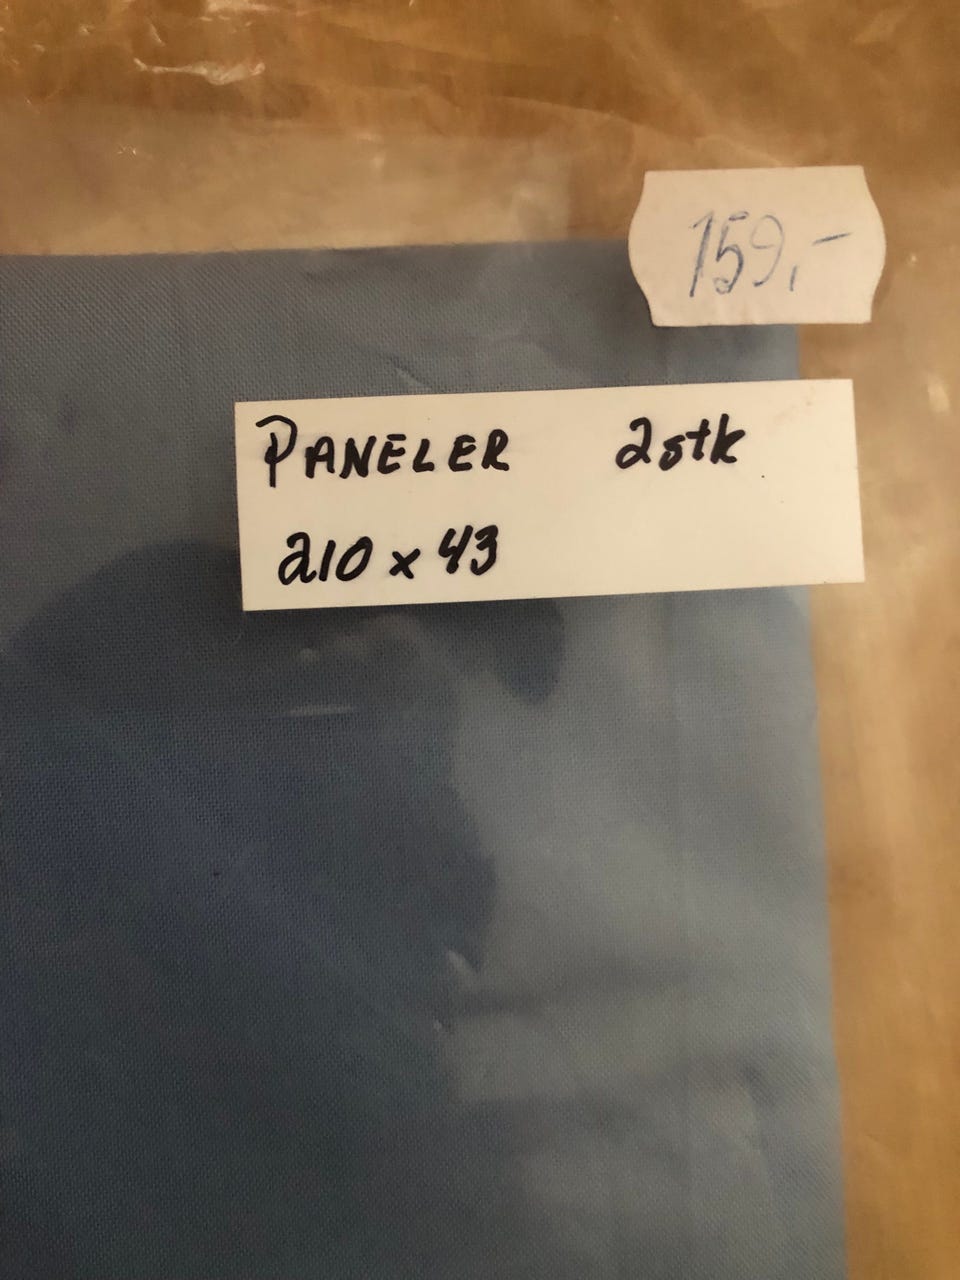 159,-
PANELER 2stk
210 x 43